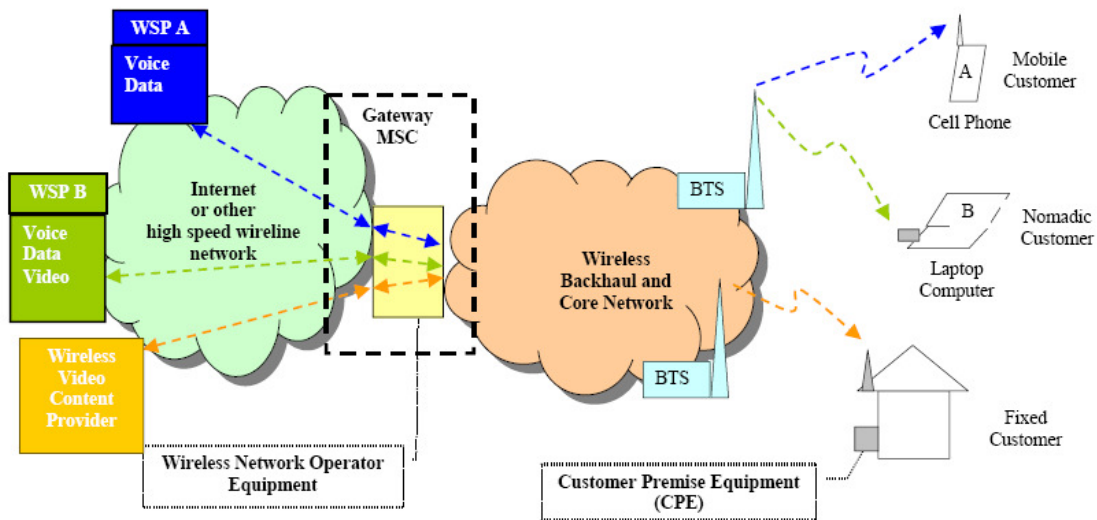 WSP A
Voice
Data
WSP B
Voice
Data
Video
Wireless
Video
Content
Provider
Internet
or other
high speed wireline
network
Gateway
MSC
Wireless Network Operator
Equipment
Wireless
Backhaul and
Core Network
BTS
BTS
A
Cell Phone
Mobile
Customer
B
Laptop
Computer
Nomadic
Customer
Fixed
Customer
Customer Premise Equipment
(CPE)